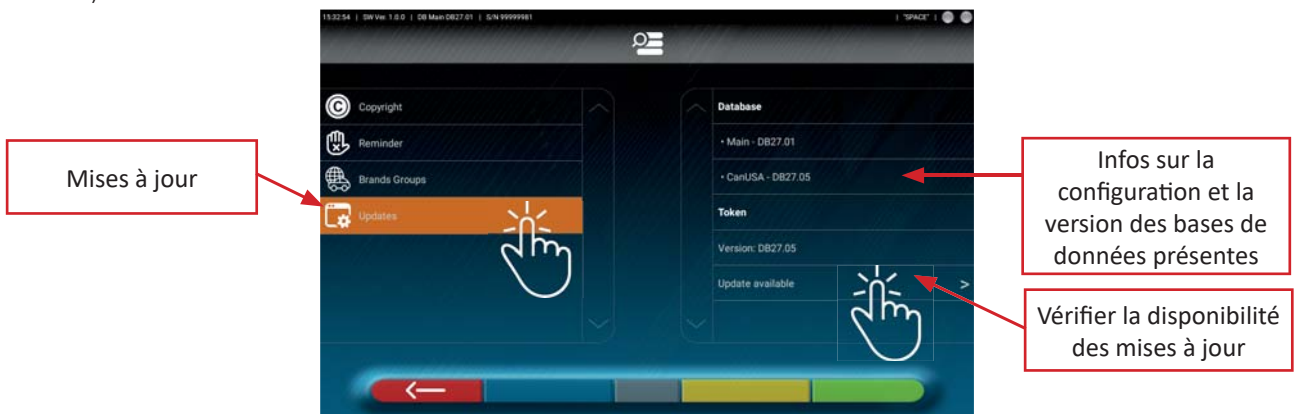 15:32:54 | SW Ver. 1.0.0 | DB Main DB27.01 | S/N 99999981
| "SPACE" |
Copyright
Reminder
Brands Groups
Updates
Database
• Main - DB27.01
• CanUSA - DB27.05
Token
Version: DB27.05
Update available >
Mises à jour
Infos sur la
configuration et la
version des bases de
données présentes
Vérifier la disponibilité
des mises à jour